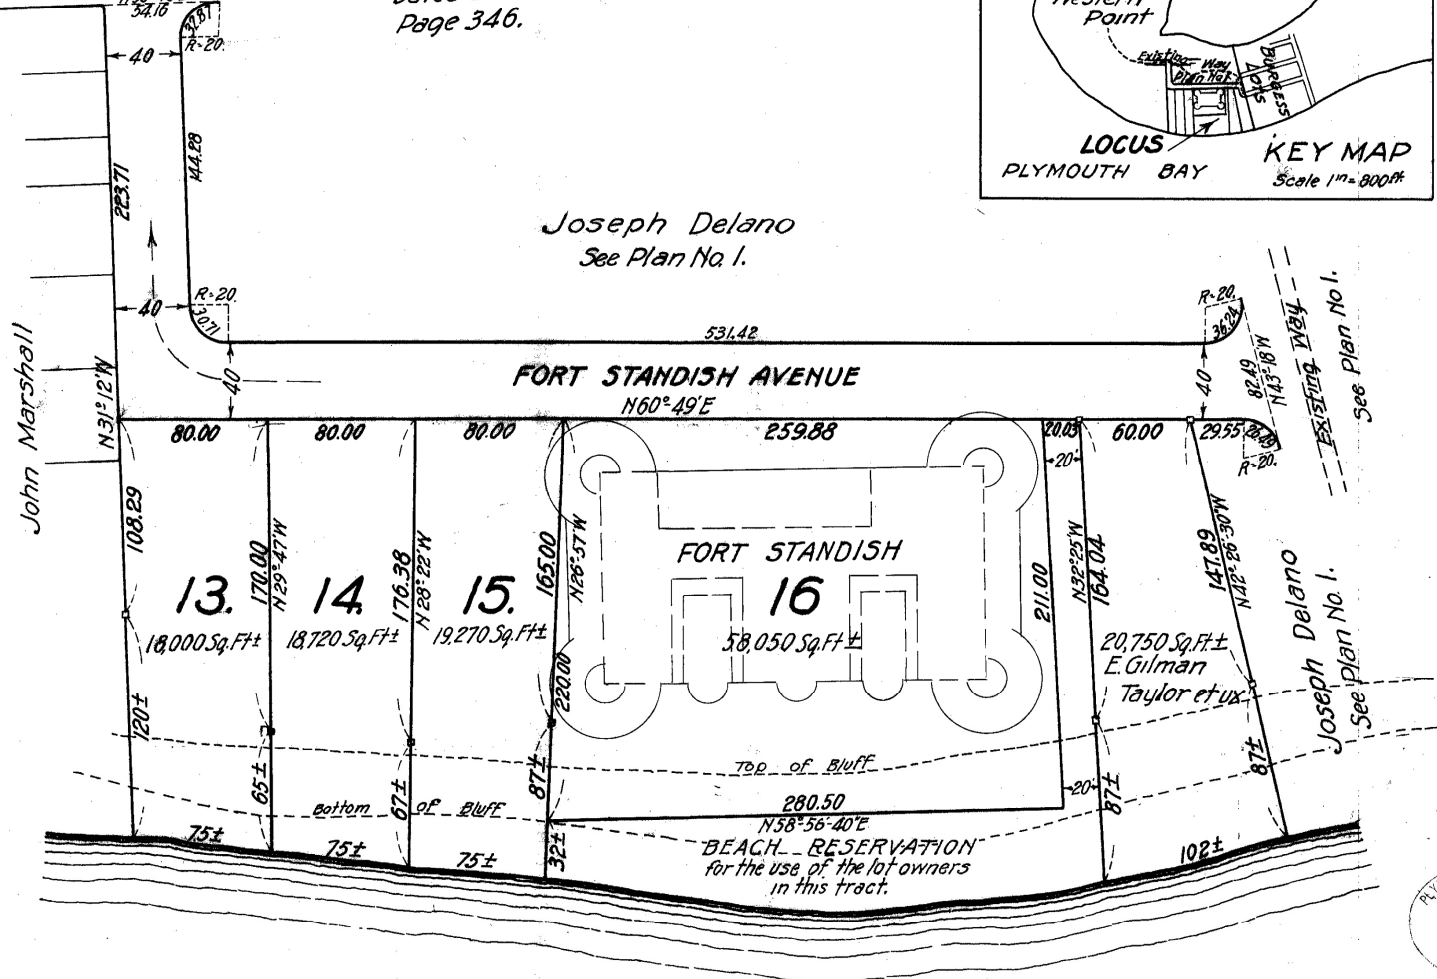 54.16
32.87
R=20.
40
Page 346.
Western
Point
Existing Way
Plan No 1.
BURGESS
LOTS
LOCUS
PLYMOUTH BAY
KEY MAP
Scale 1in = 800ft.
223.71
144.28
Joseph Delano
See Plan No. 1.
40
R=20.
30.71
531.42
R=20.
36.24
John Marshall
N31°12'W
40
FORT STANDISH AVENUE
N60°49'E
40
82.49
N43°18'W
Existing Way
See Plan No 1.
80.00
80.00
80.00
259.88
20.03
60.00
29.55
26.49
R=20.
20'
108.29
170.00
N29°47'W
176.38
N28°22'W
165.00
N26°57'W
FORT STANDISH
211.00
N32°25'W
164.04
147.89
N42°26'30"W
13.
14.
15.
16
18,000 Sq.Ft±
18,720 Sq.Ft±
19,270 Sq.Ft±
58,050 Sq.Ft±
20,750 Sq.Ft.±
E. Gilman
Taylor et ux
Joseph Delano
See Plan No 1.
220.00
120±
65±
67±
87±
Top of Bluff
Bottom of Bluff
280.50
N58°56'40"E
20'
87±
87±
75±
75±
75±
32±
BEACH RESERVATION
for the use of the lot owners
in this tract.
102±